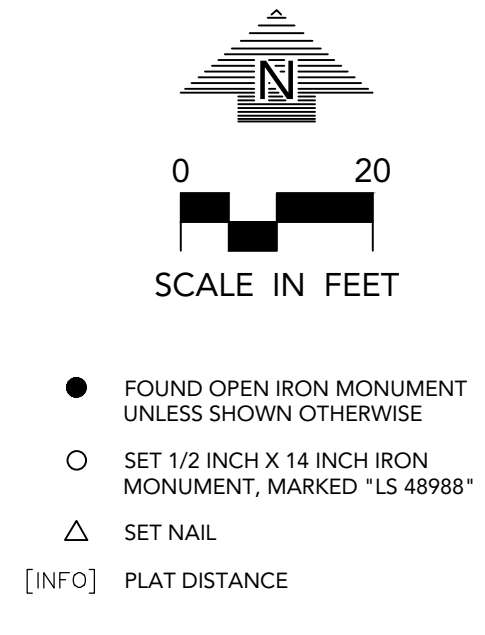 N
0 20
SCALE IN FEET
FOUND OPEN IRON MONUMENT
UNLESS SHOWN OTHERWISE
SET 1/2 INCH X 14 INCH IRON
MONUMENT, MARKED "LS 48988"
SET NAIL
[INFO] PLAT DISTANCE